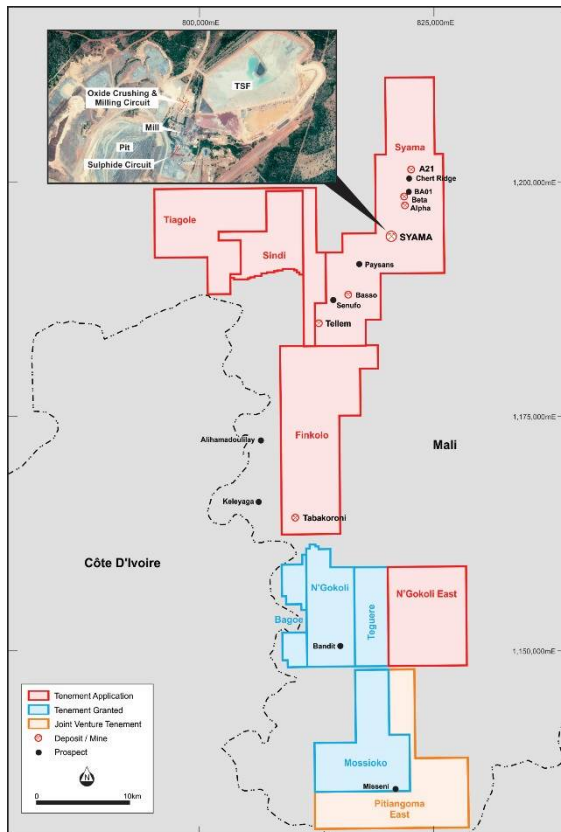 800,000mE
825,000mE
TSF
Oxide Crushing &
Milling Circuit
Mill
Pit
Sulphide Circuit
Syama
A21
Chert Ridge
1,200,000mE
BA01
Beta
Alpha
Tiagole
SYAMA
Sindi
Paysans
Basso
Senufo
Tellem
1,175,000mE
Finkolo
Alihamadoulilay
Mali
Keleyaga
Tabakoroni
Côte D'Ivoire
N'Gokoli
N'Gokoli East
Teguere
Bagoe
Bandit
1,150,000mE
Tenement Application
Tenement Granted
Joint Venture Tenement
Deposit / Mine
Prospect
N
0
10km
Mossioko
Misseni
Pitiangoma
East